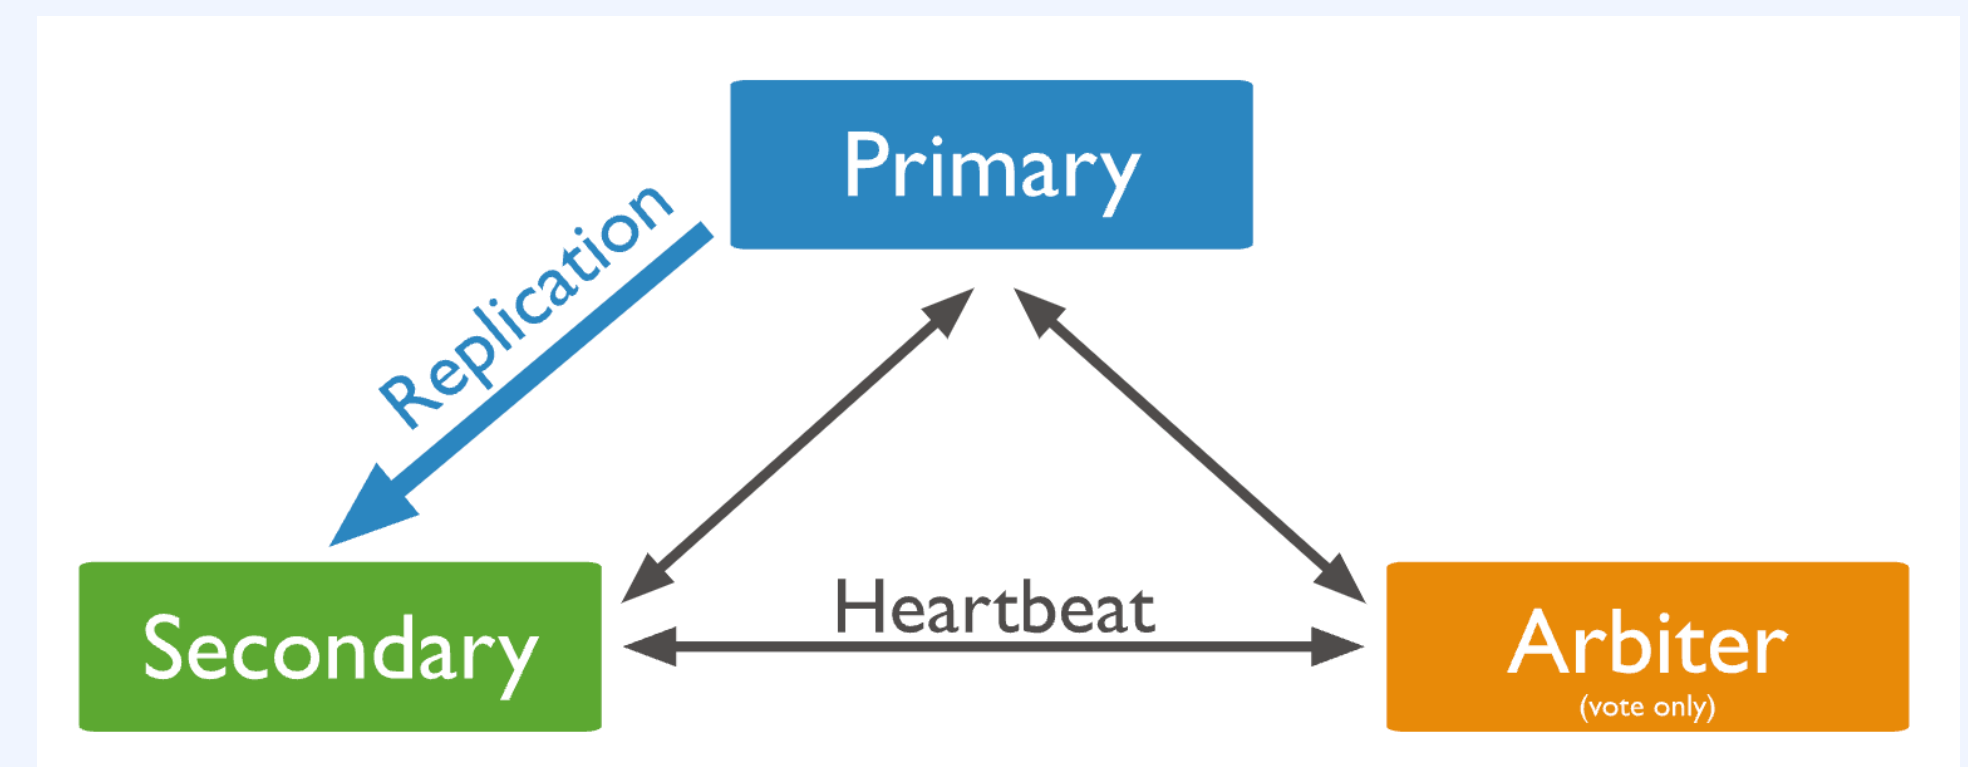 Primary
Replication
Heartbeat
Secondary
Arbiter
(vote only)